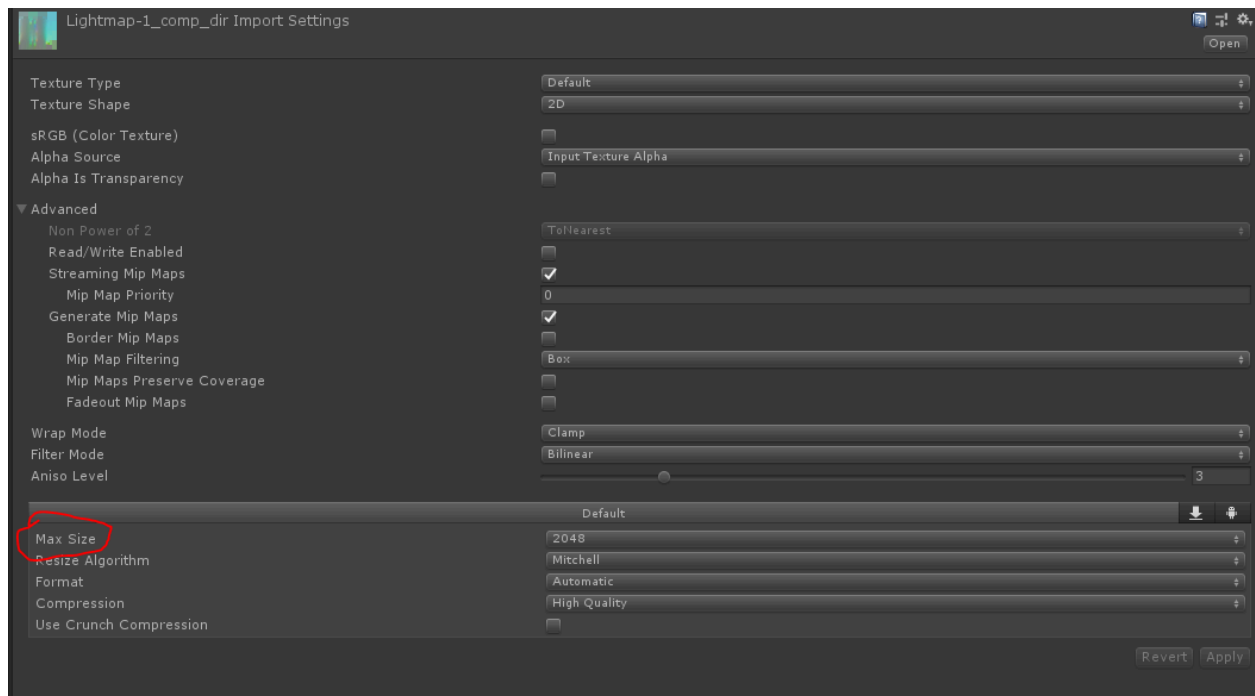 Lightmap-1_comp_dir Import Settings
Open
Texture Type Default
Texture Shape 2D
sRGB (Color Texture)
Alpha Source Input Texture Alpha
Alpha Is Transparency
Advanced
Non Power of 2 ToNearest
Read/Write Enabled
Streaming Mip Maps
Mip Map Priority 0
Generate Mip Maps
Border Mip Maps
Mip Map Filtering Box
Mip Maps Preserve Coverage
Fadeout Mip Maps
Wrap Mode Clamp
Filter Mode Bilinear
Aniso Level 3
Default
Max Size 2048
Resize Algorithm Mitchell
Format Automatic
Compression High Quality
Use Crunch Compression
Revert Apply